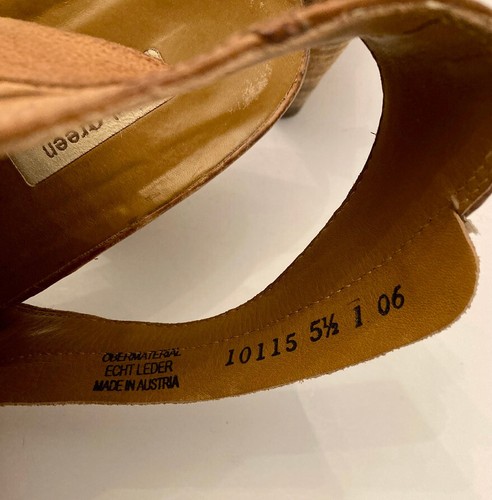 green
OBERMATERIAL
ECHT LEDER
MADE IN AUSTRIA
10115 5½ 1 06